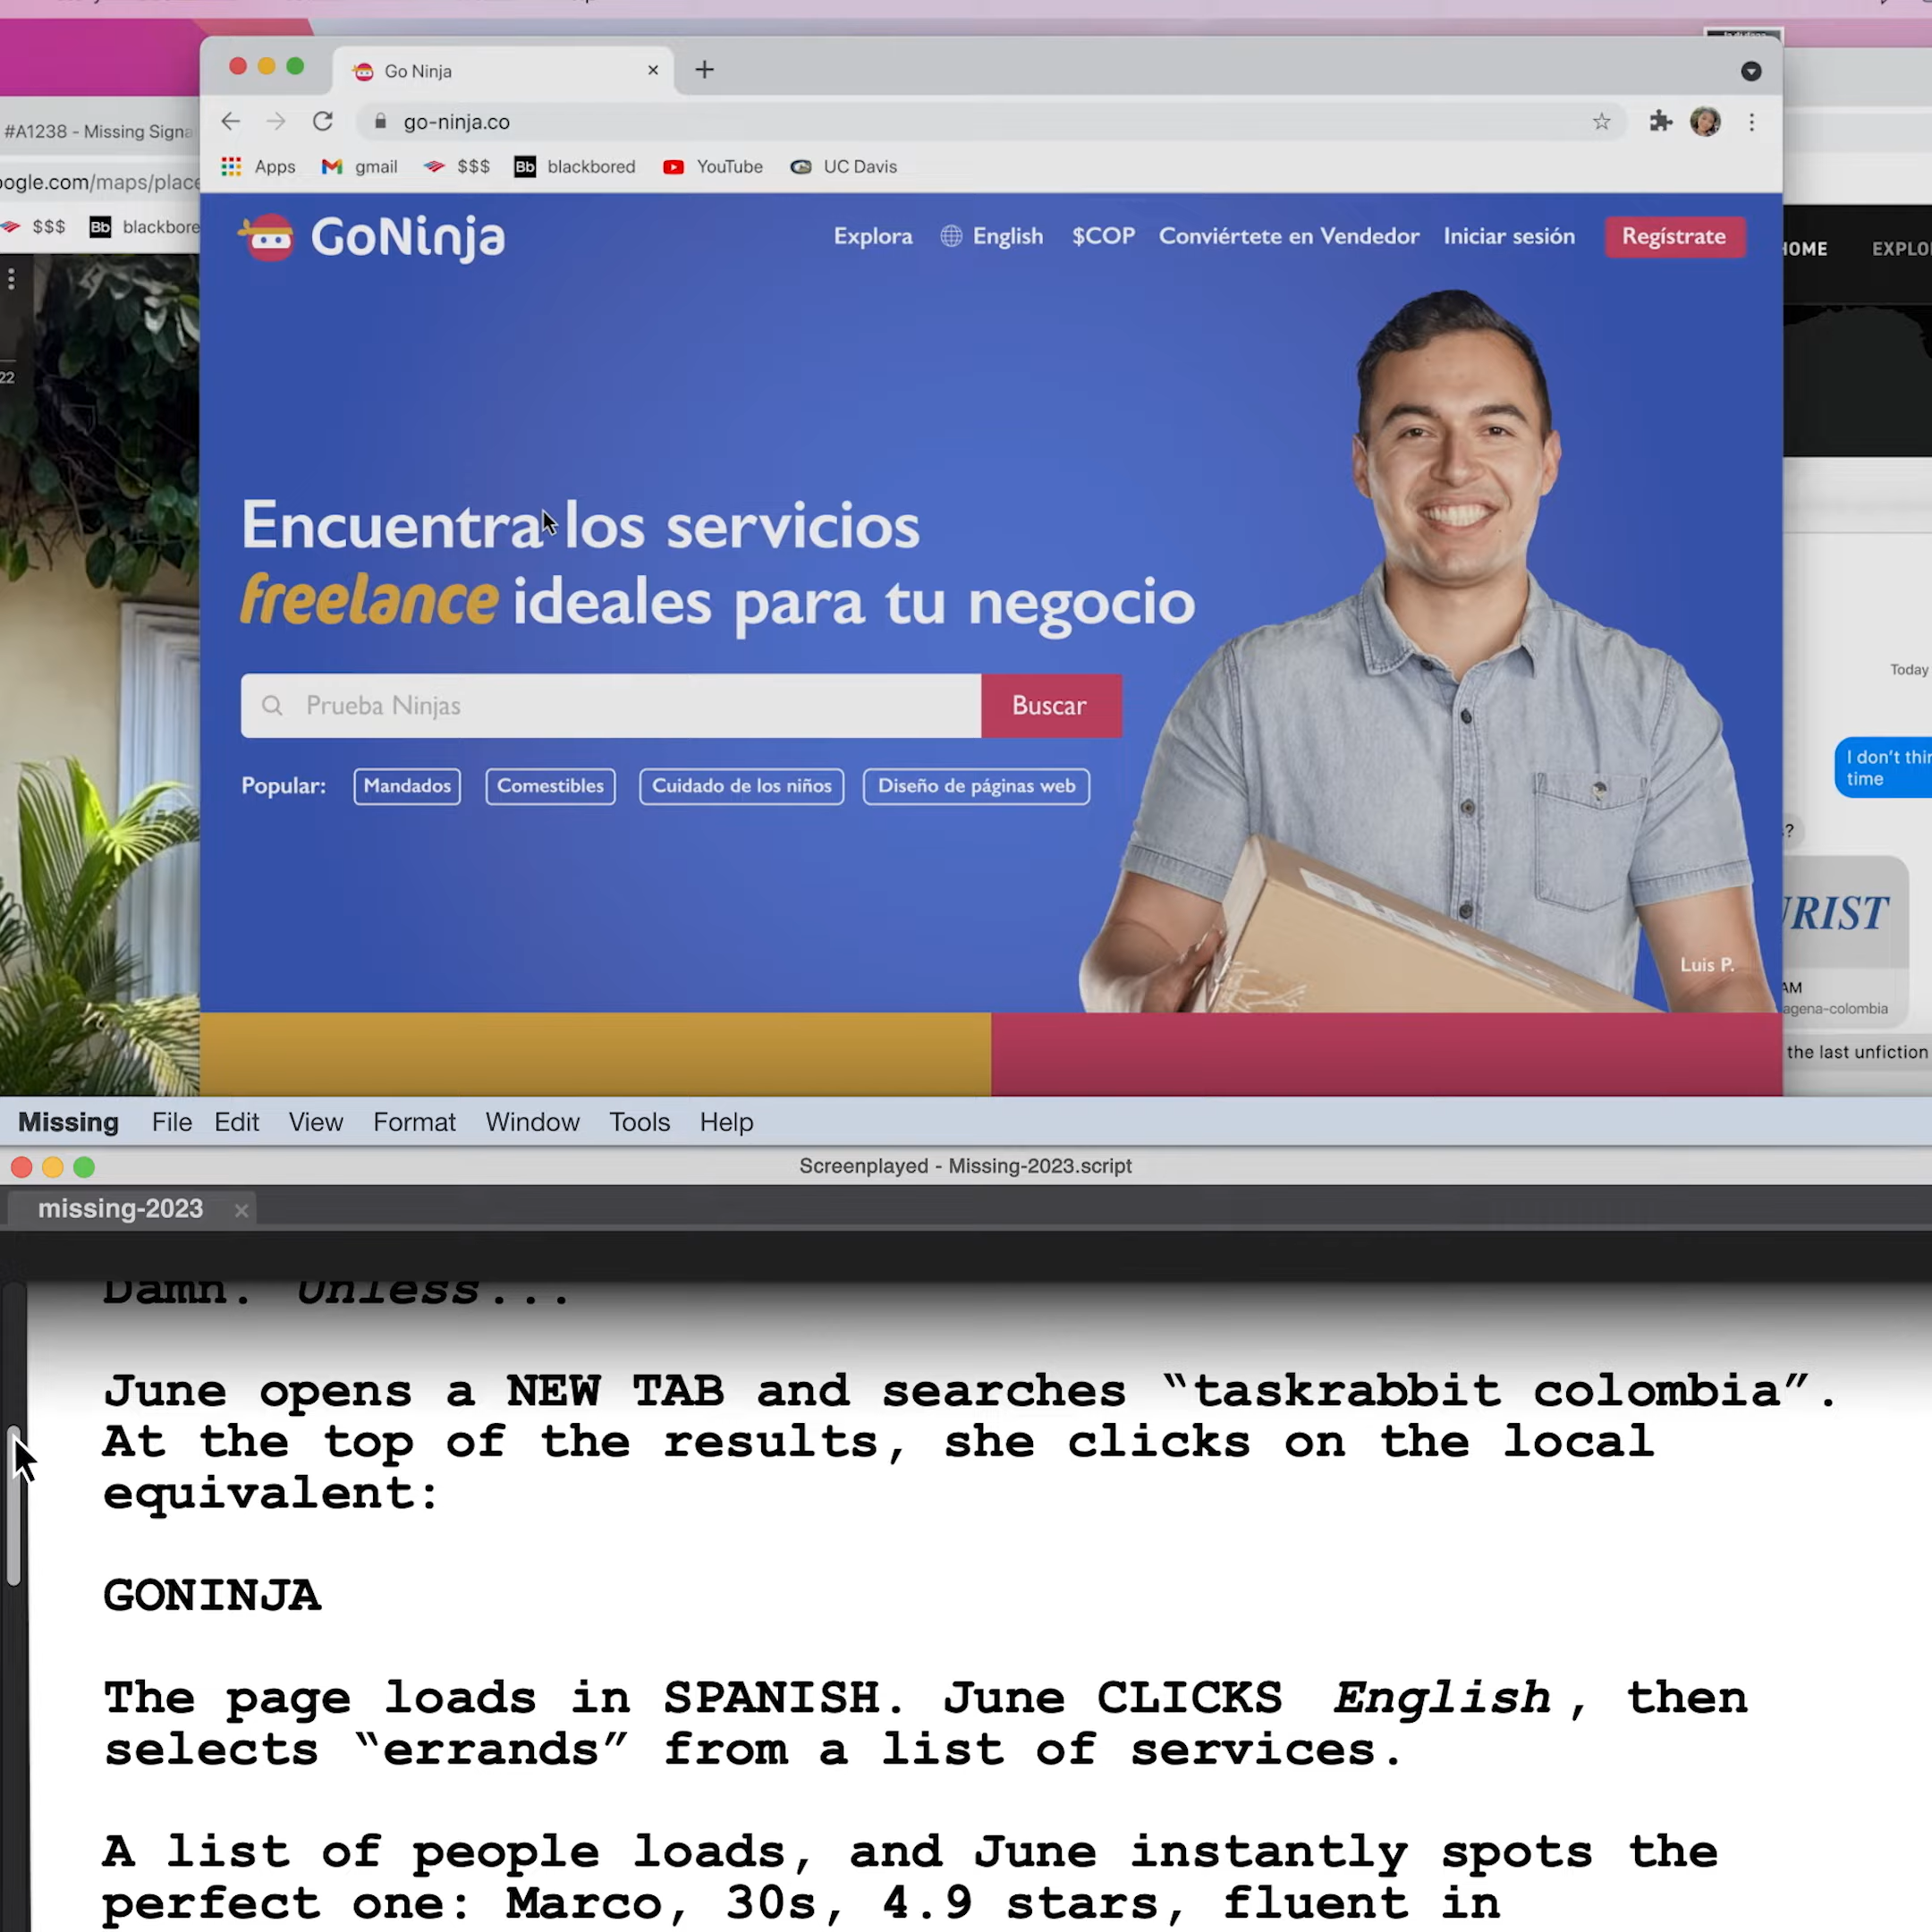 Go Ninja
#A1238 - Missing Signa
go-ninja.co
oogle.com/maps/place
Apps gmail $$$ Bb blackbored YouTube UC Davis
$$$ Bb blackbore
GoNinja
Explora English $COP Conviértete en Vendedor Iniciar sesión Regístrate
HOME EXPLO
22
Encuentra los servicios
freelance ideales para tu negocio
Today
Prueba Ninjas Buscar
I don't thin
time
Popular: Mandados Comestibles Cuidado de los niños Diseño de páginas web
s?
URIST
Luis P.
AM
agena-colombia
the last unfiction
Missing File Edit View Format Window Tools Help
Screenplayed - Missing-2023.script
missing-2023
Damn. Unless...
June opens a NEW TAB and searches “taskrabbit colombia”.
At the top of the results, she clicks on the local
equivalent:
GONINJA
The page loads in SPANISH. June CLICKS English, then
selects “errands” from a list of services.
A list of people loads, and June instantly spots the
perfect one: Marco, 30s, 4.9 stars, fluent in